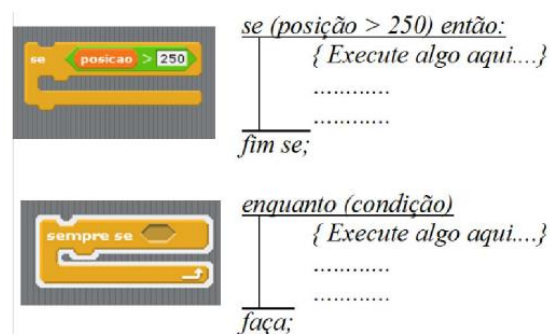 se posicao > 250
se (posição > 250) então:
{ Execute algo aqui....}
............
............
fim se;
sempre se
enquanto (condição)
{ Execute algo aqui....}
............
............
faça;